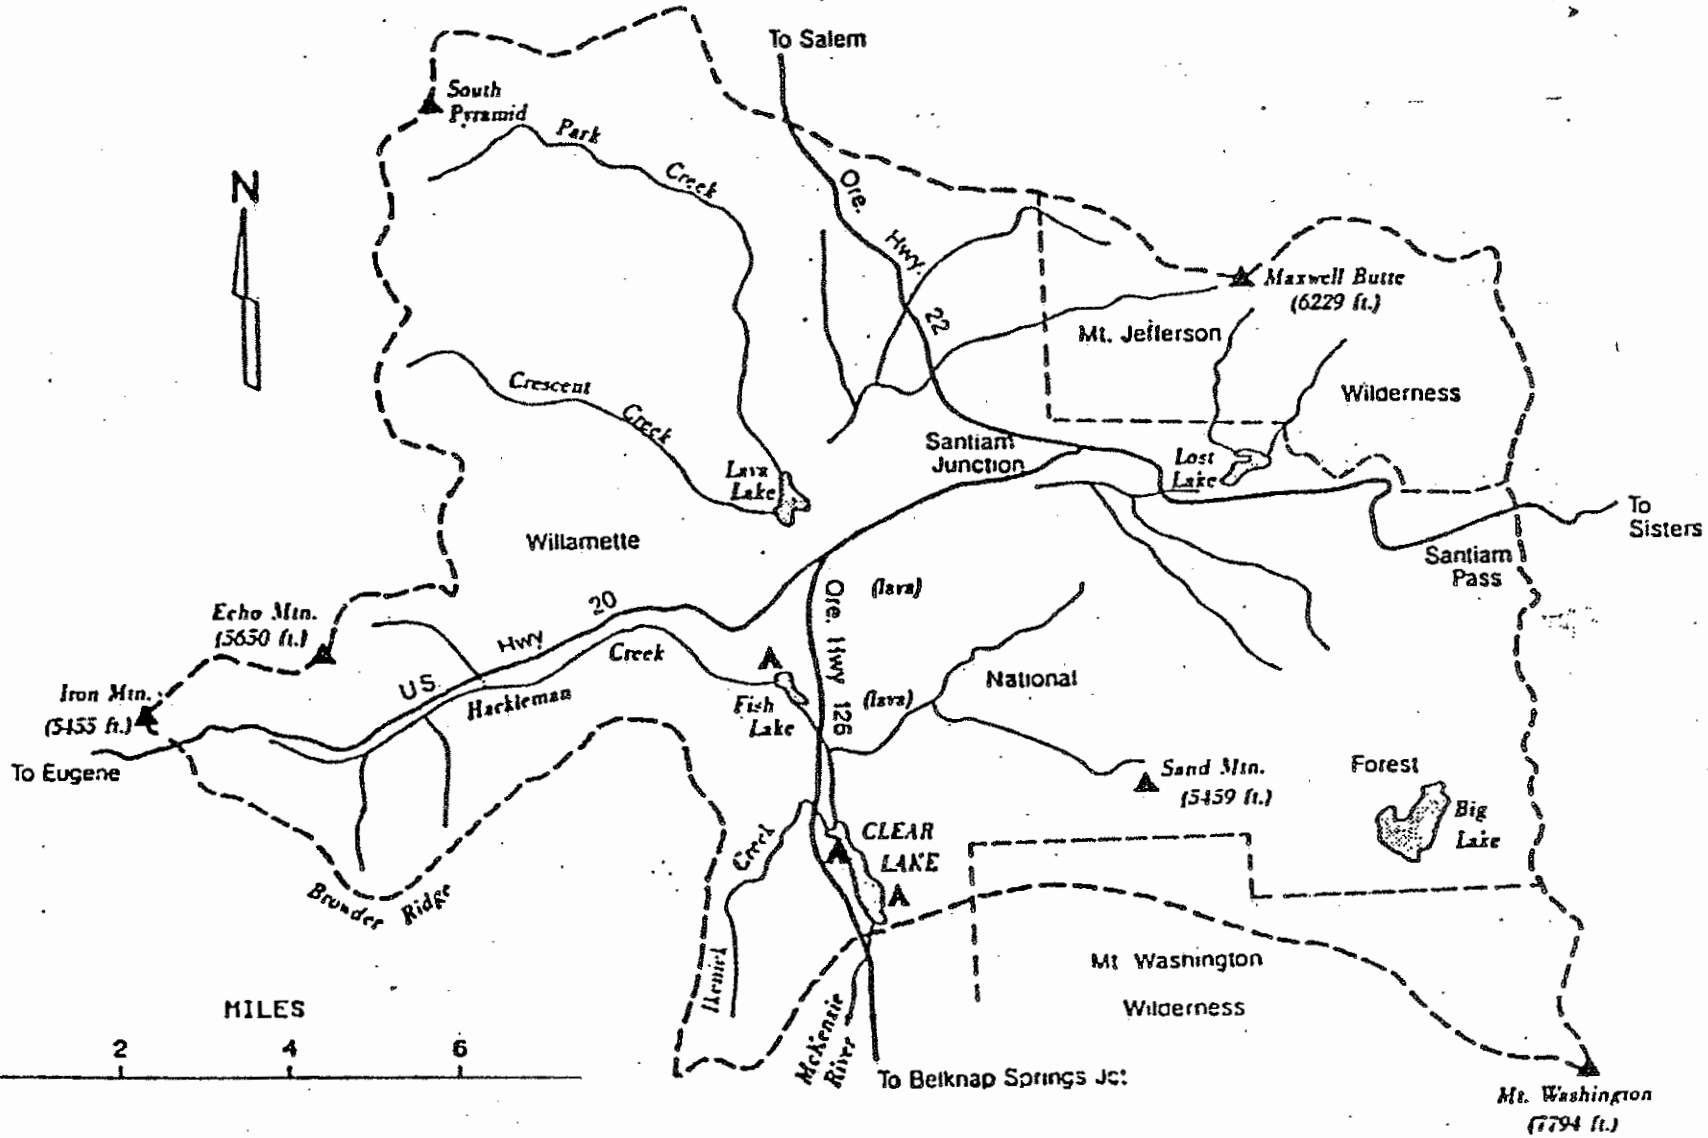 To Salem
South
Pyramid
Park
Creek
N
Ore.
Hwy.
22
Maxwell Butte
(6229 ft.)
Mt. Jefferson
Wilderness
Crescent
Creek
Santiam
Junction
Lava
Lake
Lost
Lake
To
Sisters
Santiam
Pass
Willamette
(lava)
Echo Mtn.
Hwy
20
Ore. Hwy 126
Creek
National
Iron Mtn.
(5455 ft.)
US
Hackleman
Fish
Lake
(lava)
To Eugene
Sand Mtn.
(5459 ft.)
Forest
Big
Lake
CLEAR
LAKE
Creek
Ridge
Mt Washington
Wilderness
MILES
2 4 6
McKenzie
River
To Belknap Springs Jct
Mt. Washington
(7794 ft.)